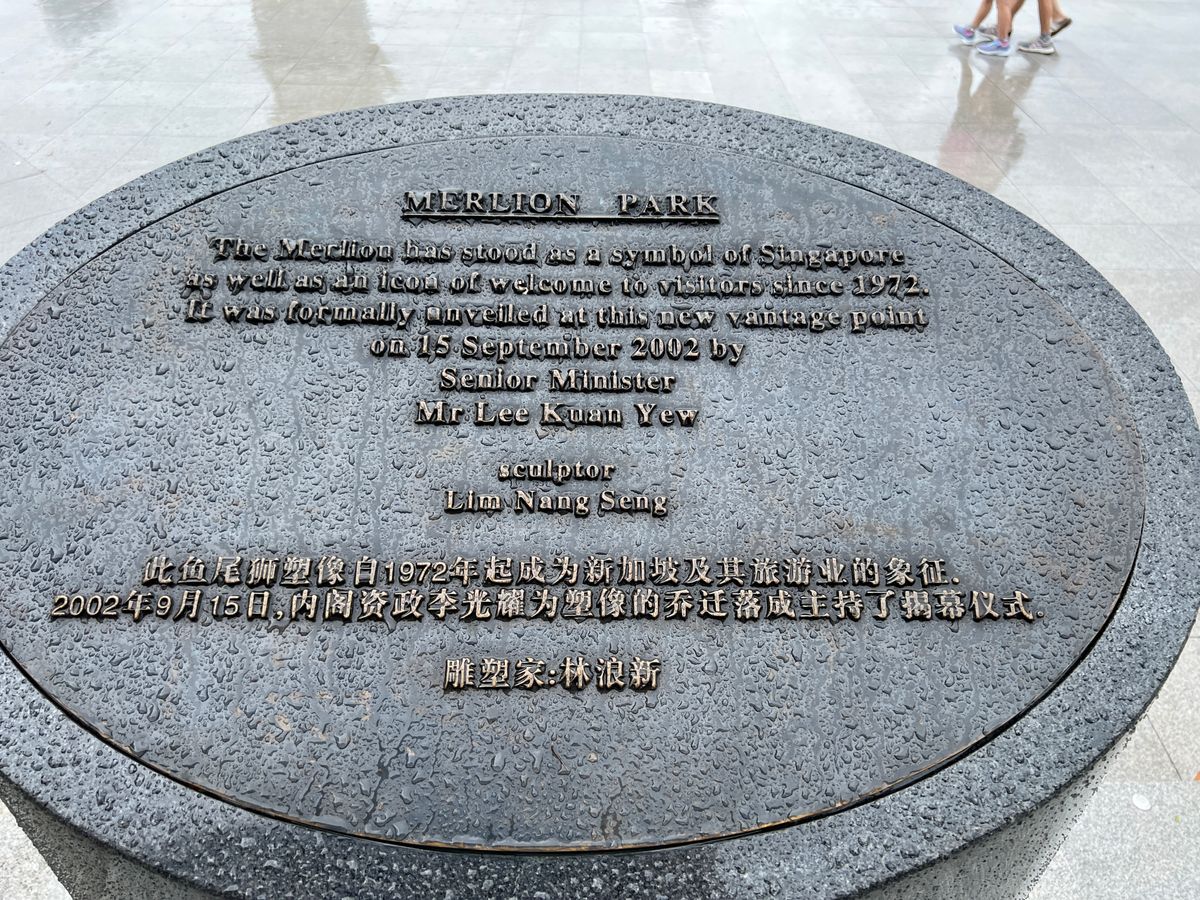 MERLION PARK
The Merlion has stood as a symbol of Singapore
as well as an icon of welcome to visitors since 1972.
It was formally unveiled at this new vantage point
on 15 September 2002 by
Senior Minister
Mr Lee Kuan Yew
sculptor
Lim Nang Seng
此鱼尾狮塑像自1972年起成为新加坡及其旅游业的象征.
2002年9月15日,内阁资政李光耀为塑像的乔迁落成主持了揭幕仪式.
雕塑家:林浪新